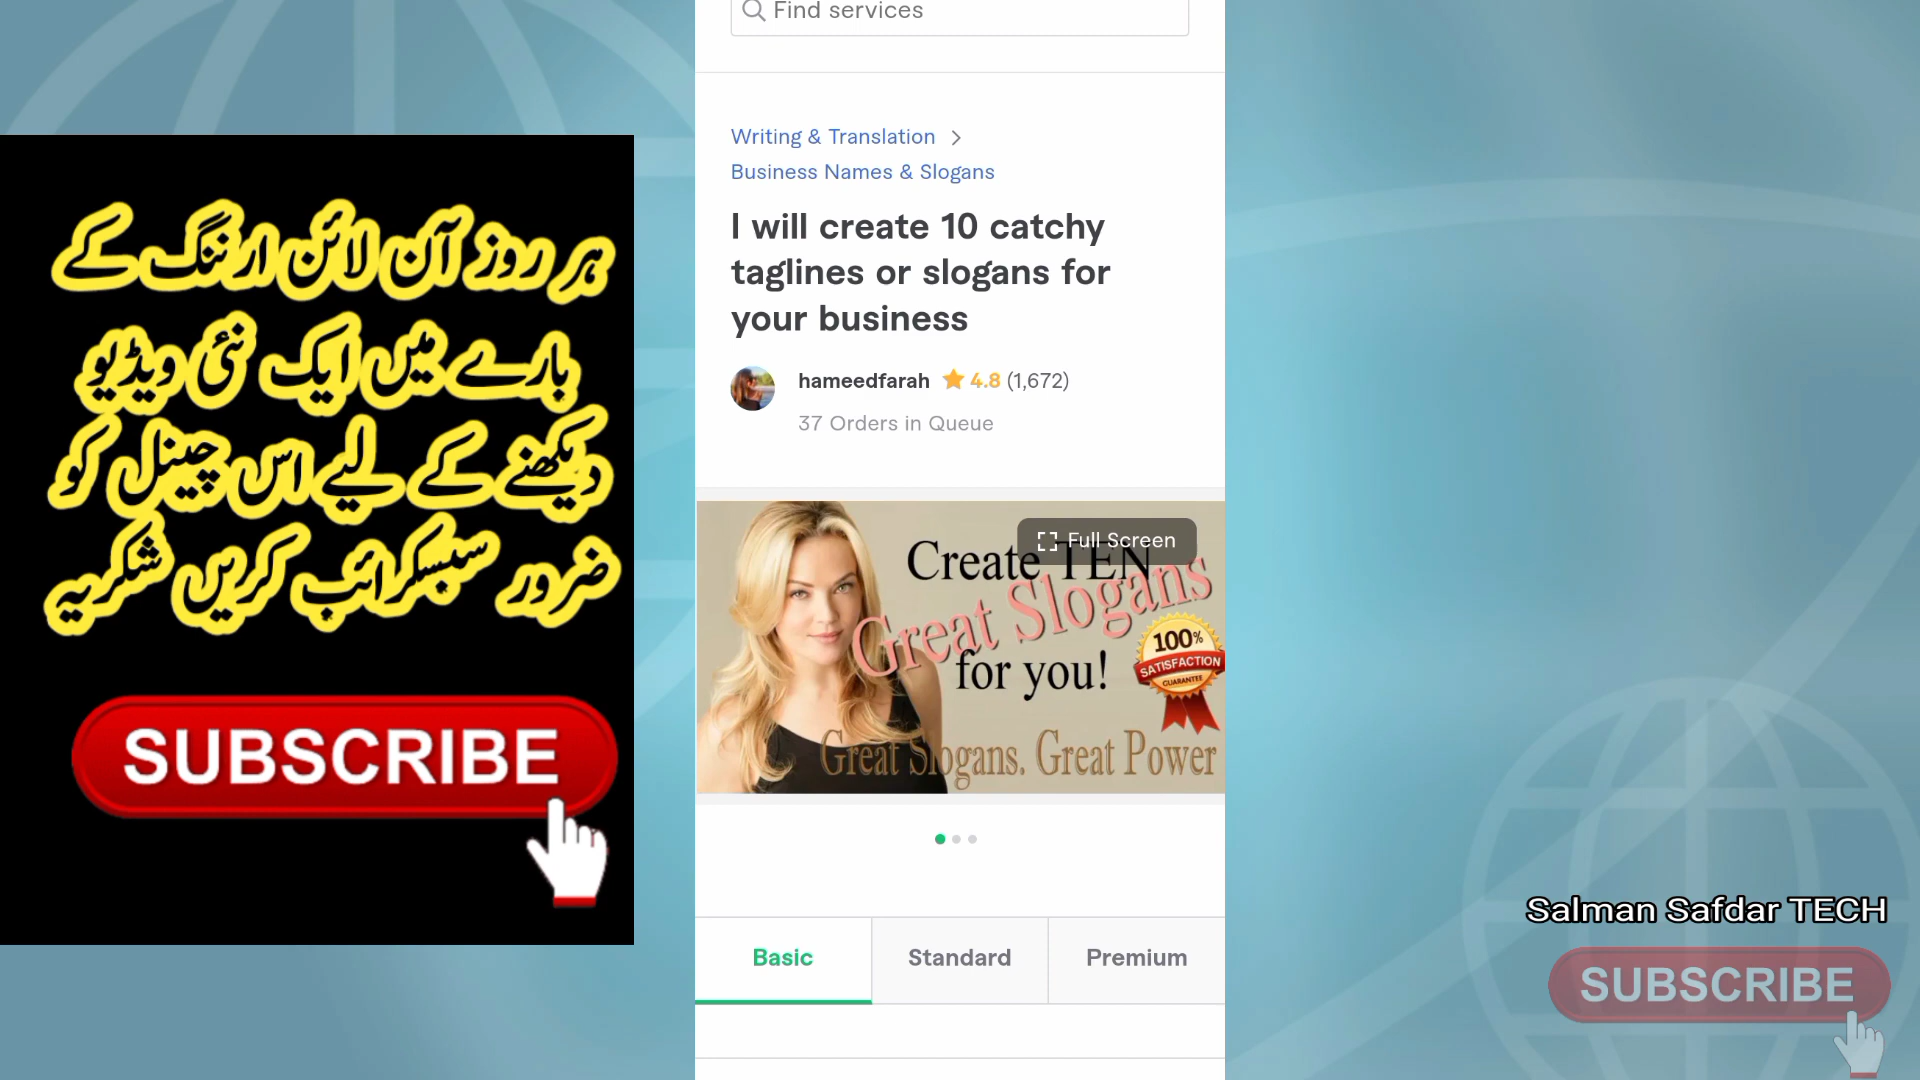 ہر روز آن لائن ارننگ کے
بارے میں ایک نئی ویڈیو
دیکھنے کے لیے اس چینل کو
ضرور سبسکرائب کریں شکریہ
SUBSCRIBE
Find services
Writing & Translation >
Business Names & Slogans
I will create 10 catchy
taglines or slogans for
your business
hameedfarah 4.8 (1,672)
37 Orders in Queue
Full Screen
Create TEN
Great Slogans
for you!
100%
SATISFACTION
GUARANTEE
Great Slogans. Great Power
Basic Standard Premium
Salman Safdar TECH
SUBSCRIBE